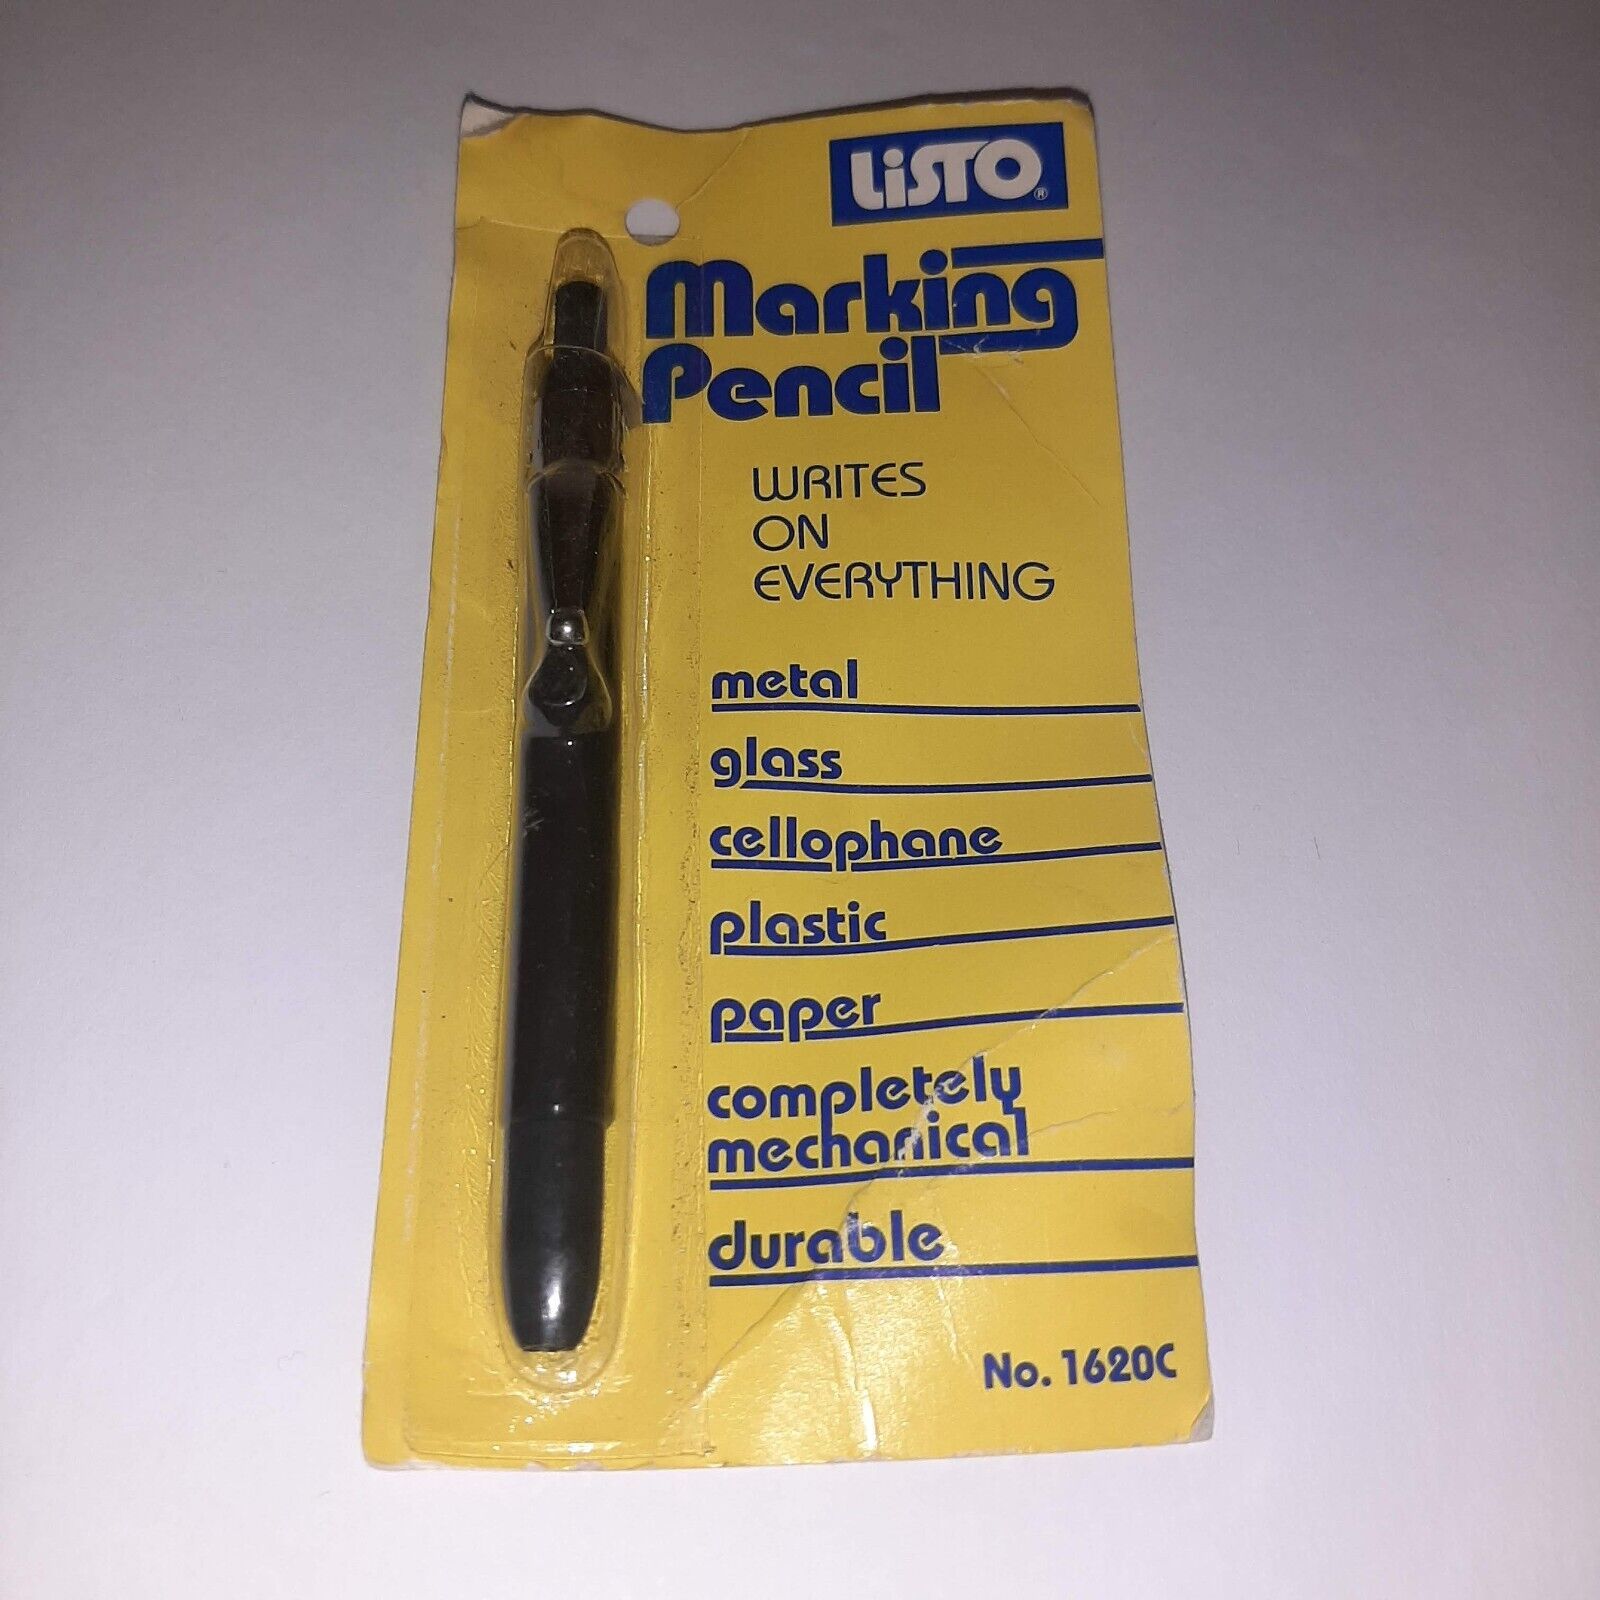 LiSTO®
Marking
Pencil
WRITES
ON
EVERYTHING
metal
glass
cellophane
plastic
paper
completely
mechanical
durable
No. 1620C